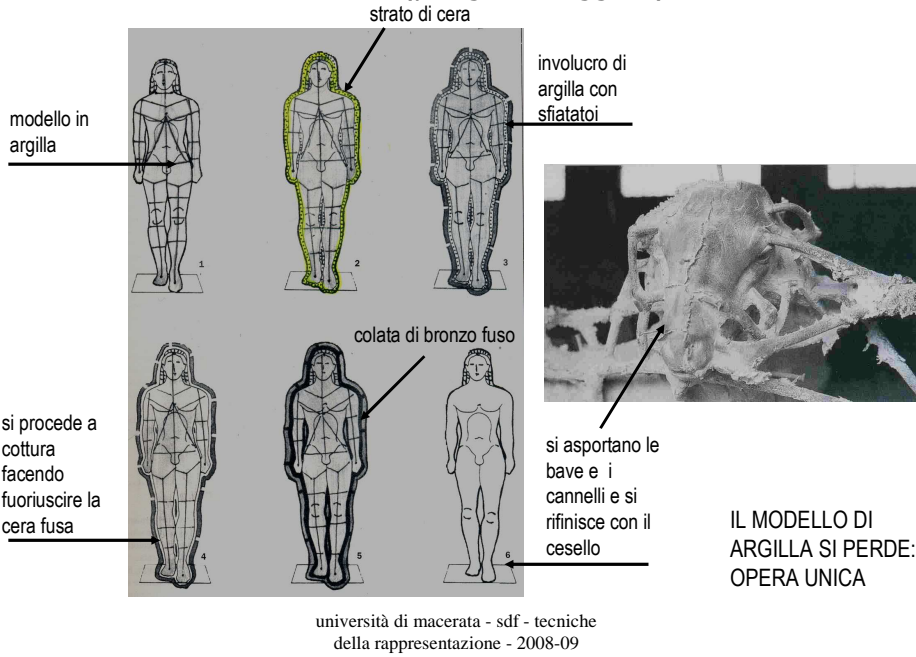 strato di cera
involucro di
argilla con
sfiatatoi
modello in
argilla
1
2
3
colata di bronzo fuso
si procede a
cottura
facendo
fuoriuscire la
cera fusa
4
5
6
si asportano le
bave e i
cannelli e si
rifinisce con il
cesello
IL MODELLO DI
ARGILLA SI PERDE:
OPERA UNICA
università di macerata - sdf - tecniche
della rappresentazione - 2008-09